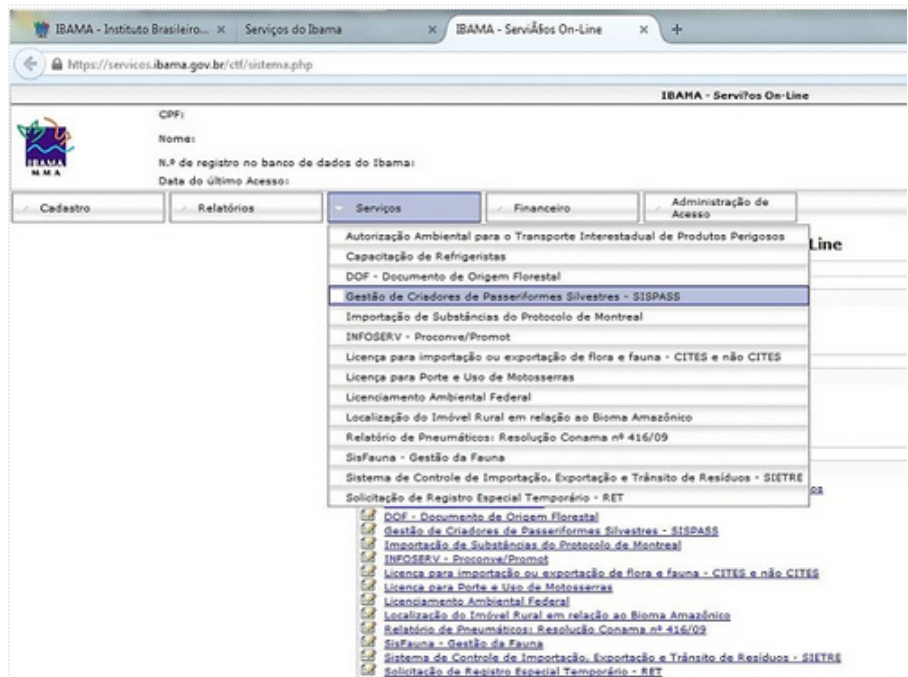 IBAMA - Instituto Brasileiro... × Serviços do Ibama × IBAMA - ServiÃ§os On-Line × +
https://servicos.ibama.gov.br/ctf/sistema.php
IBAMA - Servi?os On-Line
CPF:
Nome:
N.º de registro no banco de dados do Ibama:
Data do último Acesso:
IBAMA
M M A
Cadastro Relatórios Serviços Financeiro Administração de
Acesso
Autorização Ambiental para o Transporte Interestadual de Produtos Perigosos
Line
Capacitação de Refrigeristas
DOF - Documento de Origem Florestal
Gestão de Criadores de Passeriformes Silvestres - SISPASS
Importação de Substâncias do Protocolo de Montreal
INFOSERV - Proconve/Promot
Licença para importação ou exportação de flora e fauna - CITES e não CITES
Licença para Porte e Uso de Motosserras
Licenciamento Ambiental Federal
Localização do Imóvel Rural em relação ao Bioma Amazônico
Relatório de Pneumáticos: Resolução Conama nº 416/09
SisFauna - Gestão da Fauna
Sistema de Controle de Importação, Exportação e Trânsito de Resíduos - SIETRE
os
Solicitação de Registro Especial Temporário - RET
DOF - Documento de Origem Florestal
Gestão de Criadores de Passeriformes Silvestres - SISPASS
Importação de Substâncias do Protocolo de Montreal
INFOSERV - Proconve/Promot
Licença para importação ou exportação de flora e fauna - CITES e não CITES
Licença para Porte e Uso de Motosserras
Licenciamento Ambiental Federal
Localização do Imóvel Rural em relação ao Bioma Amazônico
Relatório de Pneumáticos: Resolução Conama nº 416/09
SisFauna - Gestão da Fauna
Sistema de Controle de Importação, Exportação e Trânsito de Resíduos - SIETRE
Solicitação de Registro Especial Temporário - RET